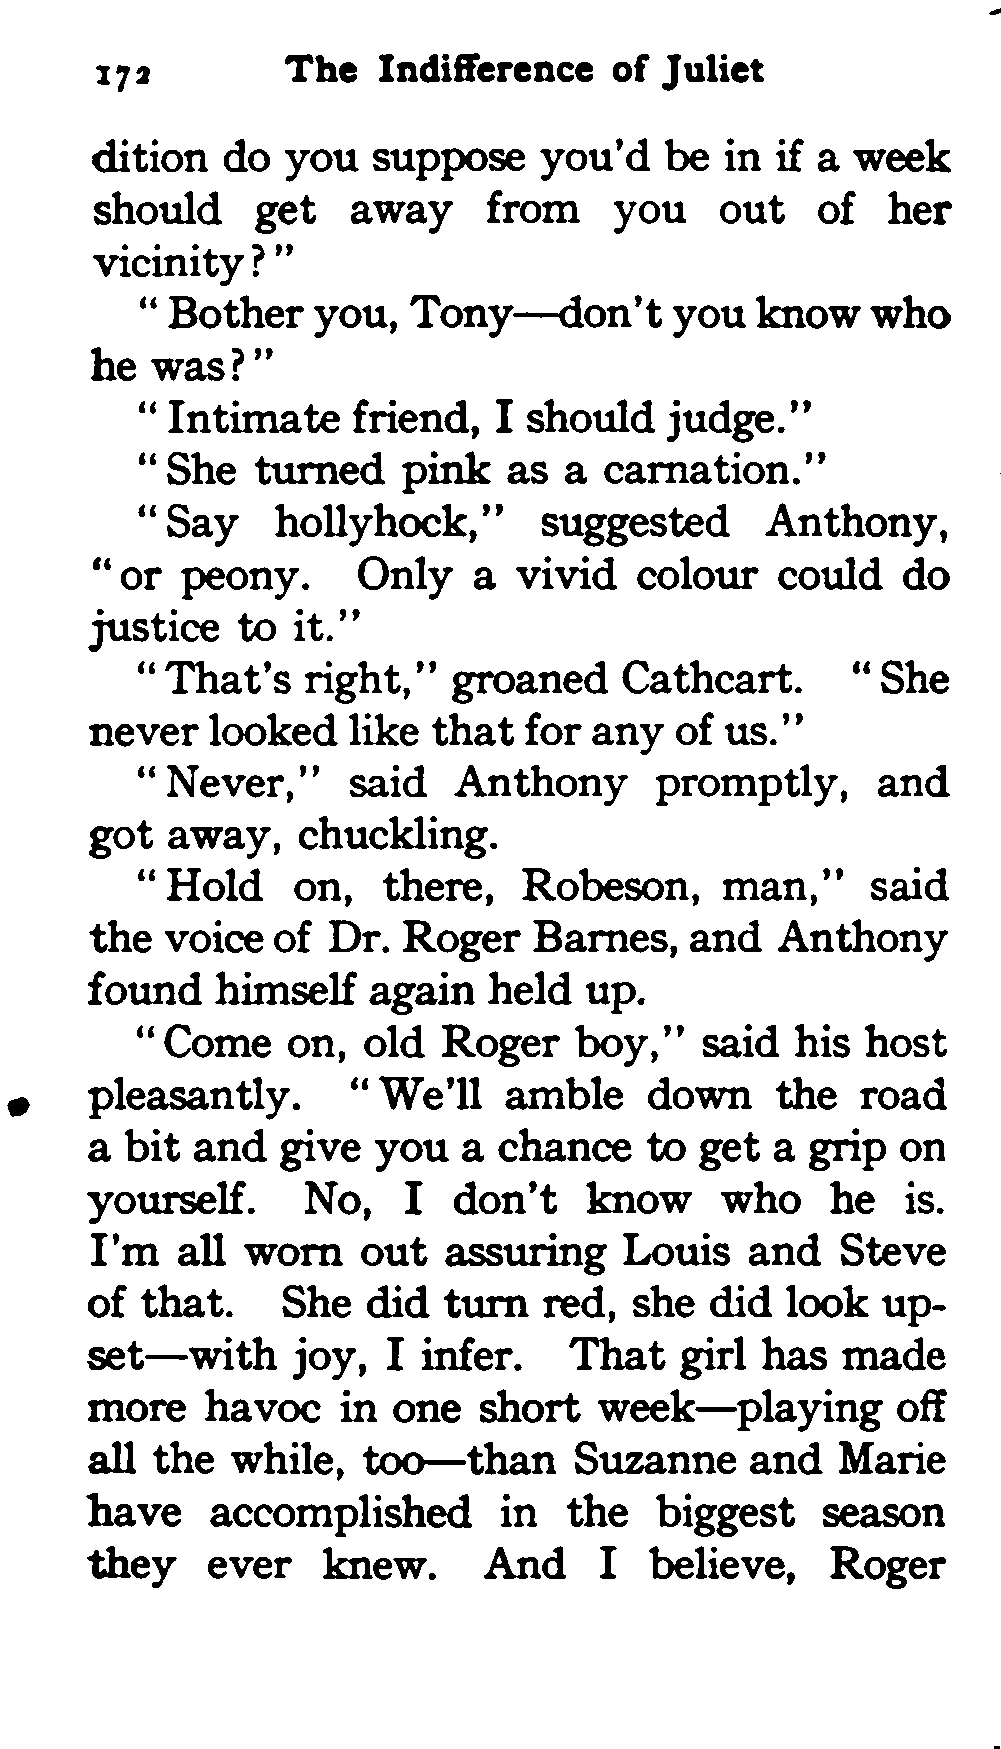 172 The Indifference of Juliet
dition do you suppose you'd be in if a week
should get away from you out of her
vicinity?"
"Bother you, Tony—don't you know who
he was?"
"Intimate friend, I should judge."
"She turned pink as a carnation."
"Say hollyhock," suggested Anthony,
"or peony. Only a vivid colour could do
justice to it."
"That's right," groaned Cathcart. "She
never looked like that for any of us."
"Never," said Anthony promptly, and
got away, chuckling.
"Hold on, there, Robeson, man," said
the voice of Dr. Roger Barnes, and Anthony
found himself again held up.
"Come on, old Roger boy," said his host
pleasantly. "We'll amble down the road
a bit and give you a chance to get a grip on
yourself. No, I don't know who he is.
I'm all worn out assuring Louis and Steve
of that. She did turn red, she did look up-
set—with joy, I infer. That girl has made
more havoc in one short week—playing off
all the while, too—than Suzanne and Marie
have accomplished in the biggest season
they ever knew. And I believe, Roger